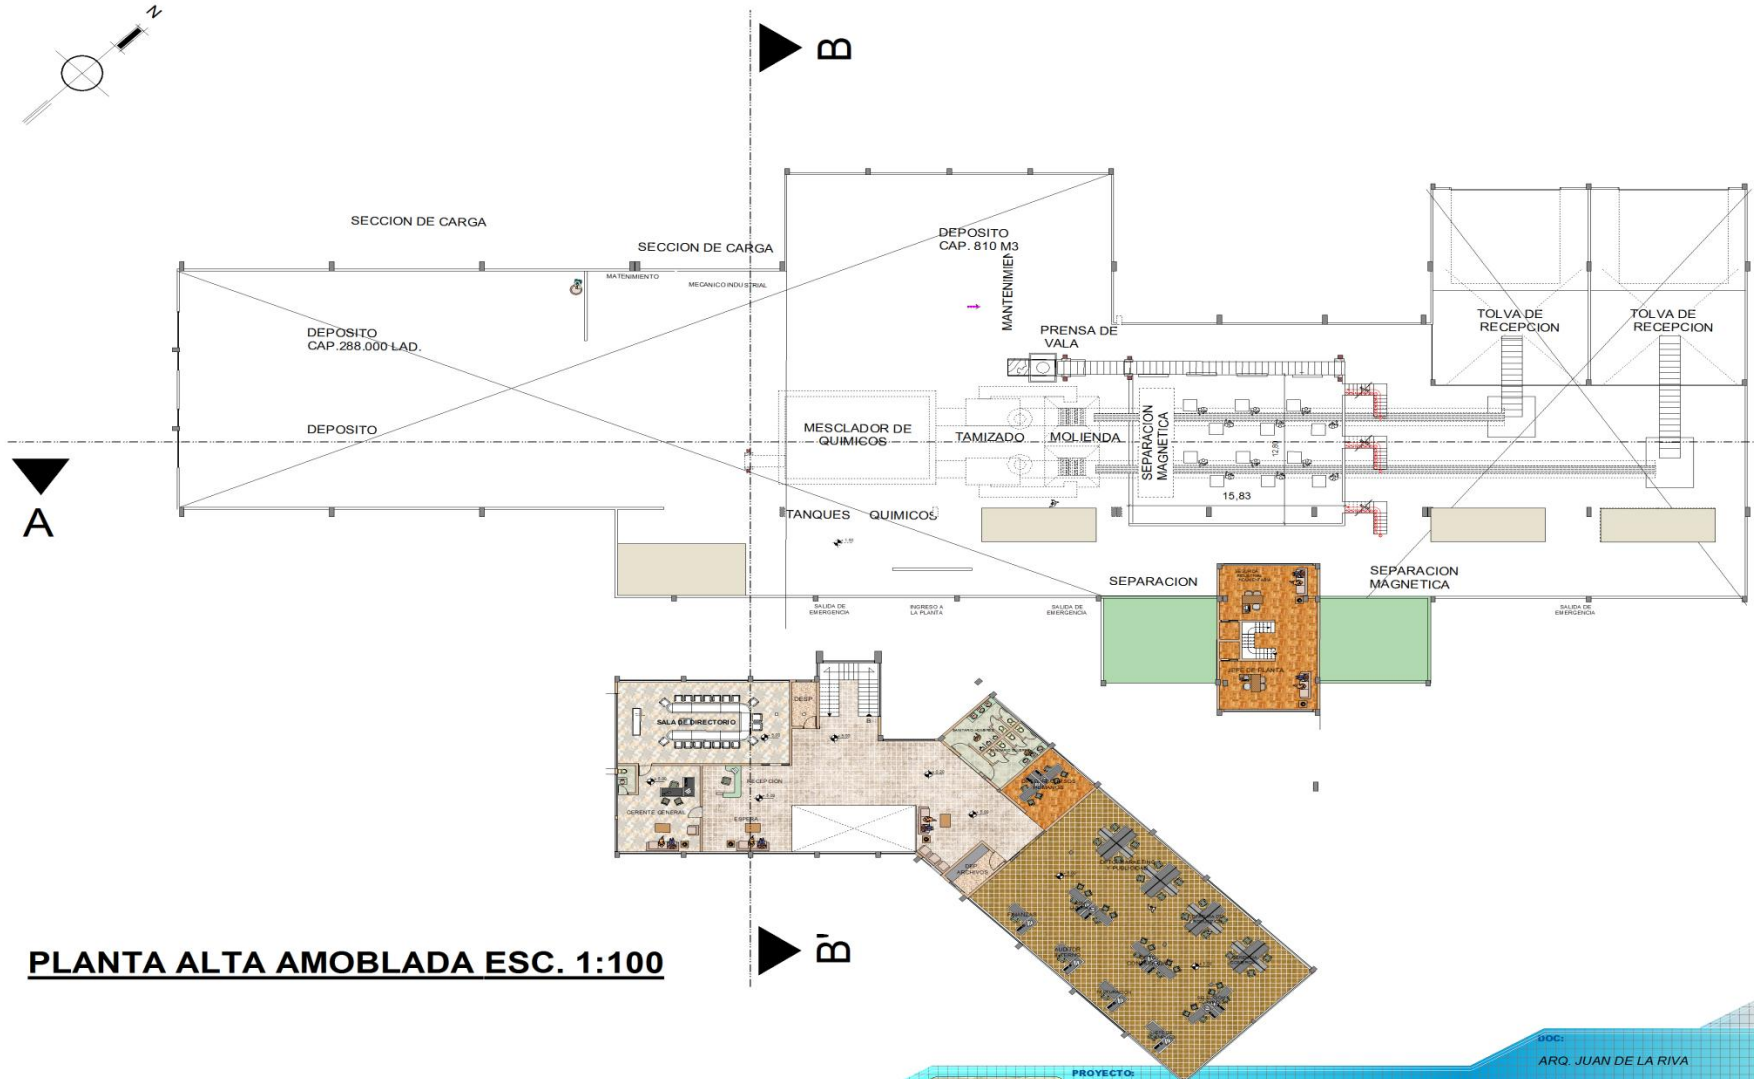 N
B
SECCION DE CARGA
SECCION DE CARGA
DEPOSITO
CAP. 810 M3
MATENIMIENTO
MECANICO INDUSTRIAL
MANTENIMIEN
DEPOSITO
CAP.288.000 LAD.
PRENSA DE
VALA
TOLVA DE
RECEPCION
TOLVA DE
RECEPCION
DEPOSITO
MESCLADOR DE
QUIMICOS
TAMIZADO
MOLIENDA
SEPARACION
MAGNETICA
12,80
15,83
A
TANQUES QUIMICOS
SEPARACION
SEPARACION
MAGNETICA
SALIDA DE
EMERGENCIA
INGRESO A
LA PLANTA
SALIDA DE
EMERGENCIA
SALIDA DE
EMERGENCIA
JEFE DE PLANTA
DESP.
SALA DE DIRECTORIO
RECEPCION
GERENTE GENERAL
ESPERA
DEP.
ARCHIVOS
PLANTA ALTA AMOBLADA ESC. 1:100
B'
DOC:
ARQ. JUAN DE LA RIVA
PROYECTO: